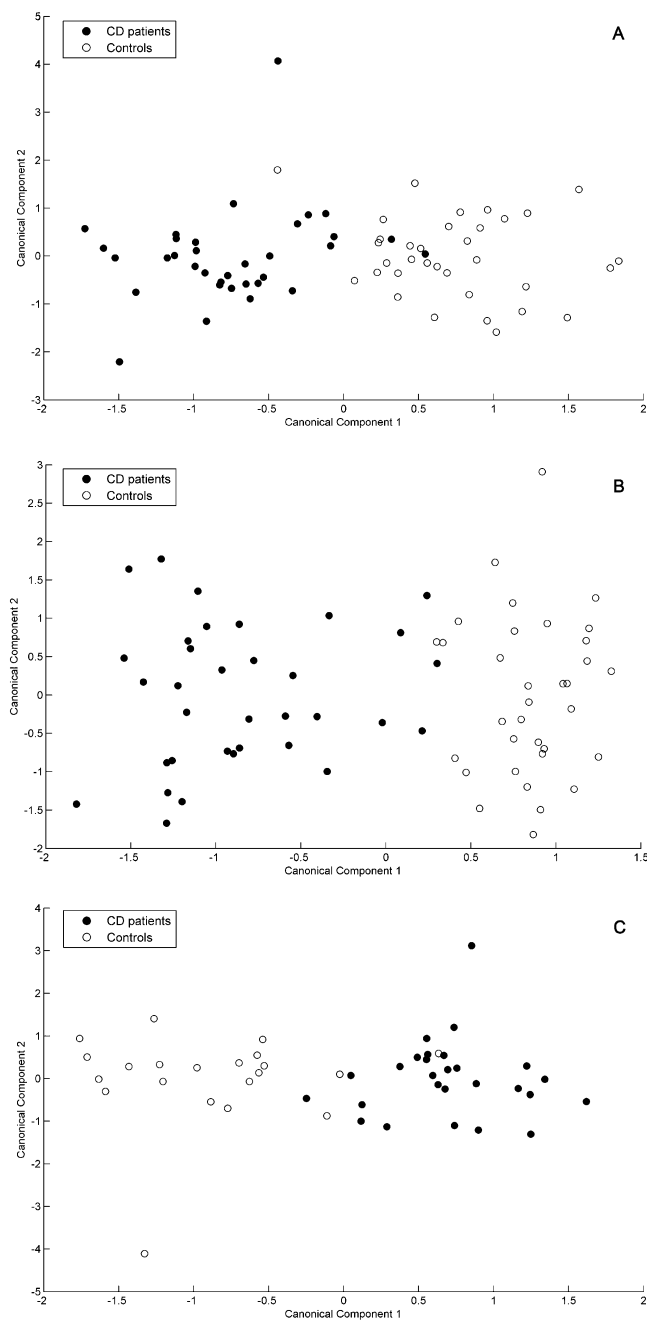 A
CD patients
Controls
5
4
3
2
1
0
-1
-2
-3
Canonical Component 2
-2 -1.5 -1 -0.5 0 0.5 1 1.5 2
Canonical Component 1
B
CD patients
Controls
3
2.5
2
1.5
1
0.5
0
-0.5
-1
-1.5
-2
Canonical Component 2
-2 -1.5 -1 -0.5 0 0.5 1 1.5
Canonical Component 1
C
CD patients
Controls
4
3
2
1
0
-1
-2
-3
-4
-5
Canonical Component 2
-2 -1.5 -1 -0.5 0 0.5 1 1.5 2
Canonical Component 1